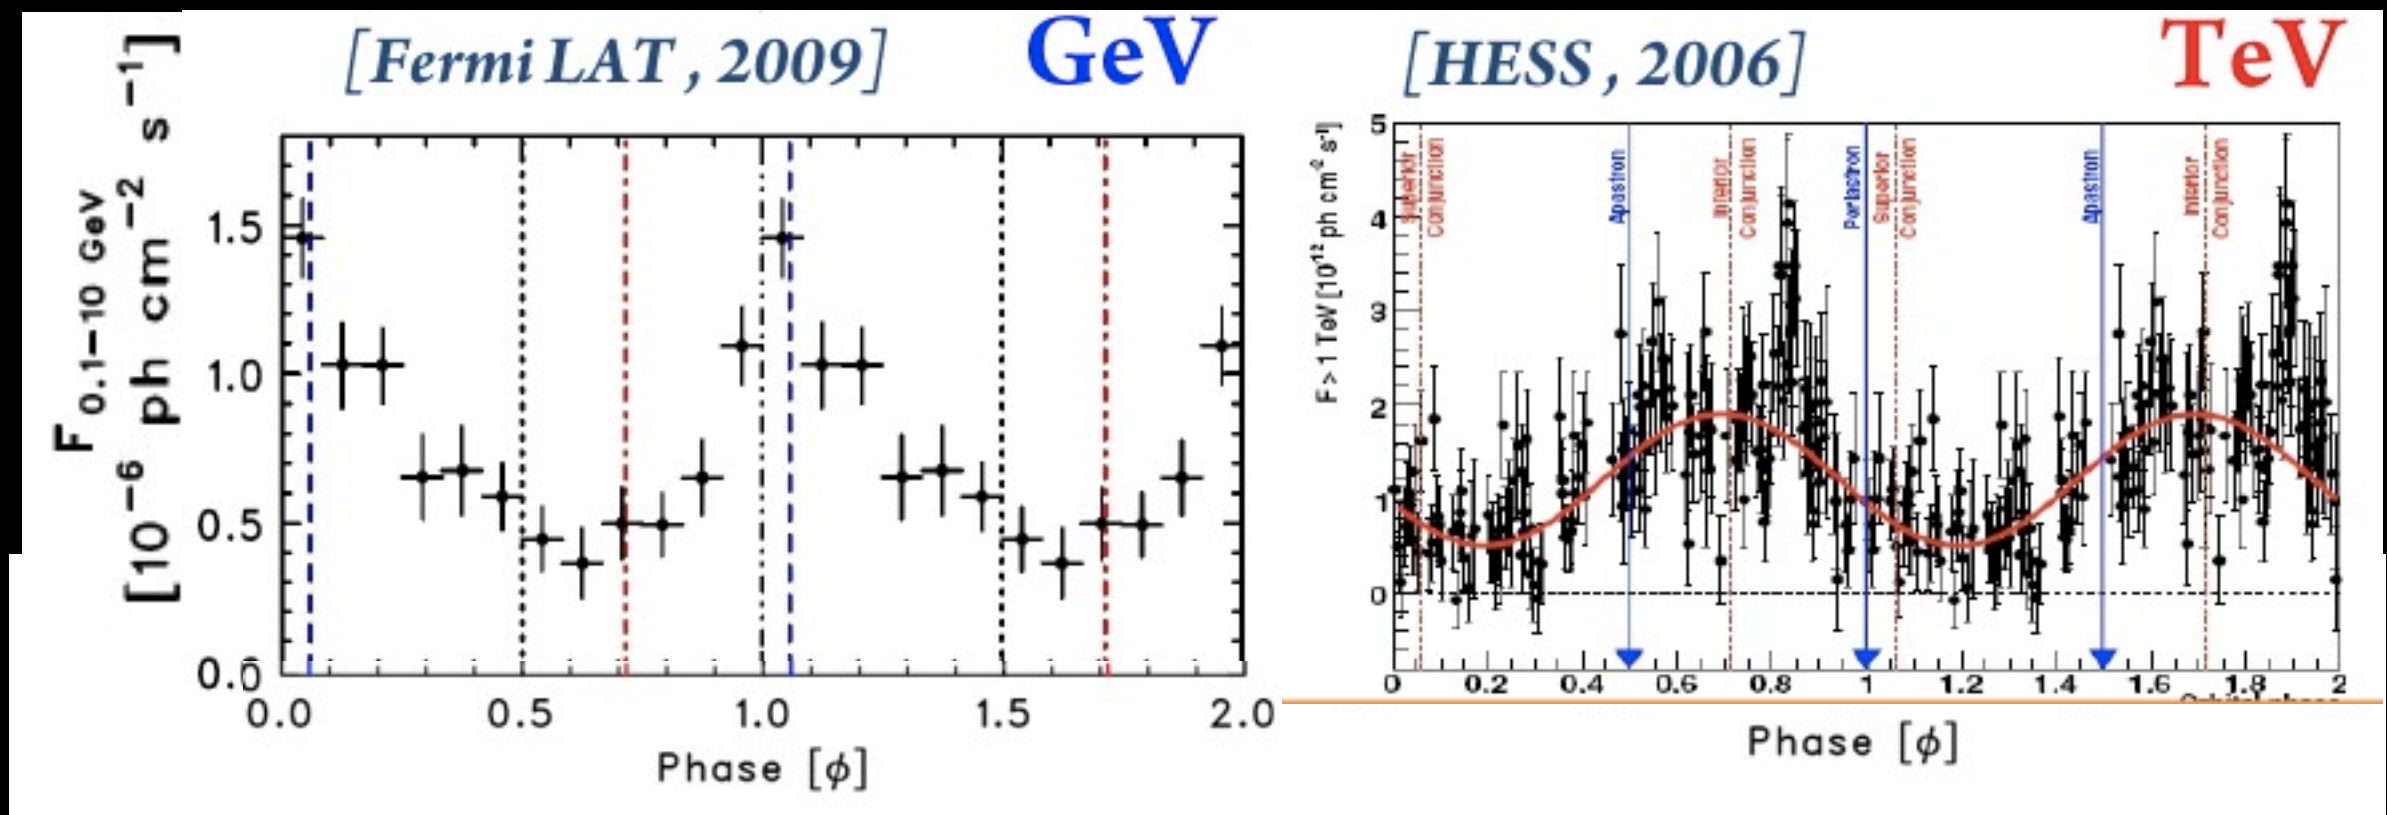 [Fermi LAT , 2009]
GeV
F 0.1−10 GeV
[10−6 ph cm−2 s−1]
1.5
1.0
0.5
0.0
0.0 0.5 1.0 1.5 2.0
Phase [ϕ]
[HESS , 2006]
TeV
F > 1 TeV [10¹² ph cm⁻² s⁻¹]
5
4
3
2
1
0
Superior
Conjunction
Apastron
Inferior
Conjunction
Periastron
Superior
Conjunction
Apastron
Inferior
Conjunction
0 0.2 0.4 0.6 0.8 1 1.2 1.4 1.6 1.8 2
Phase [ϕ]